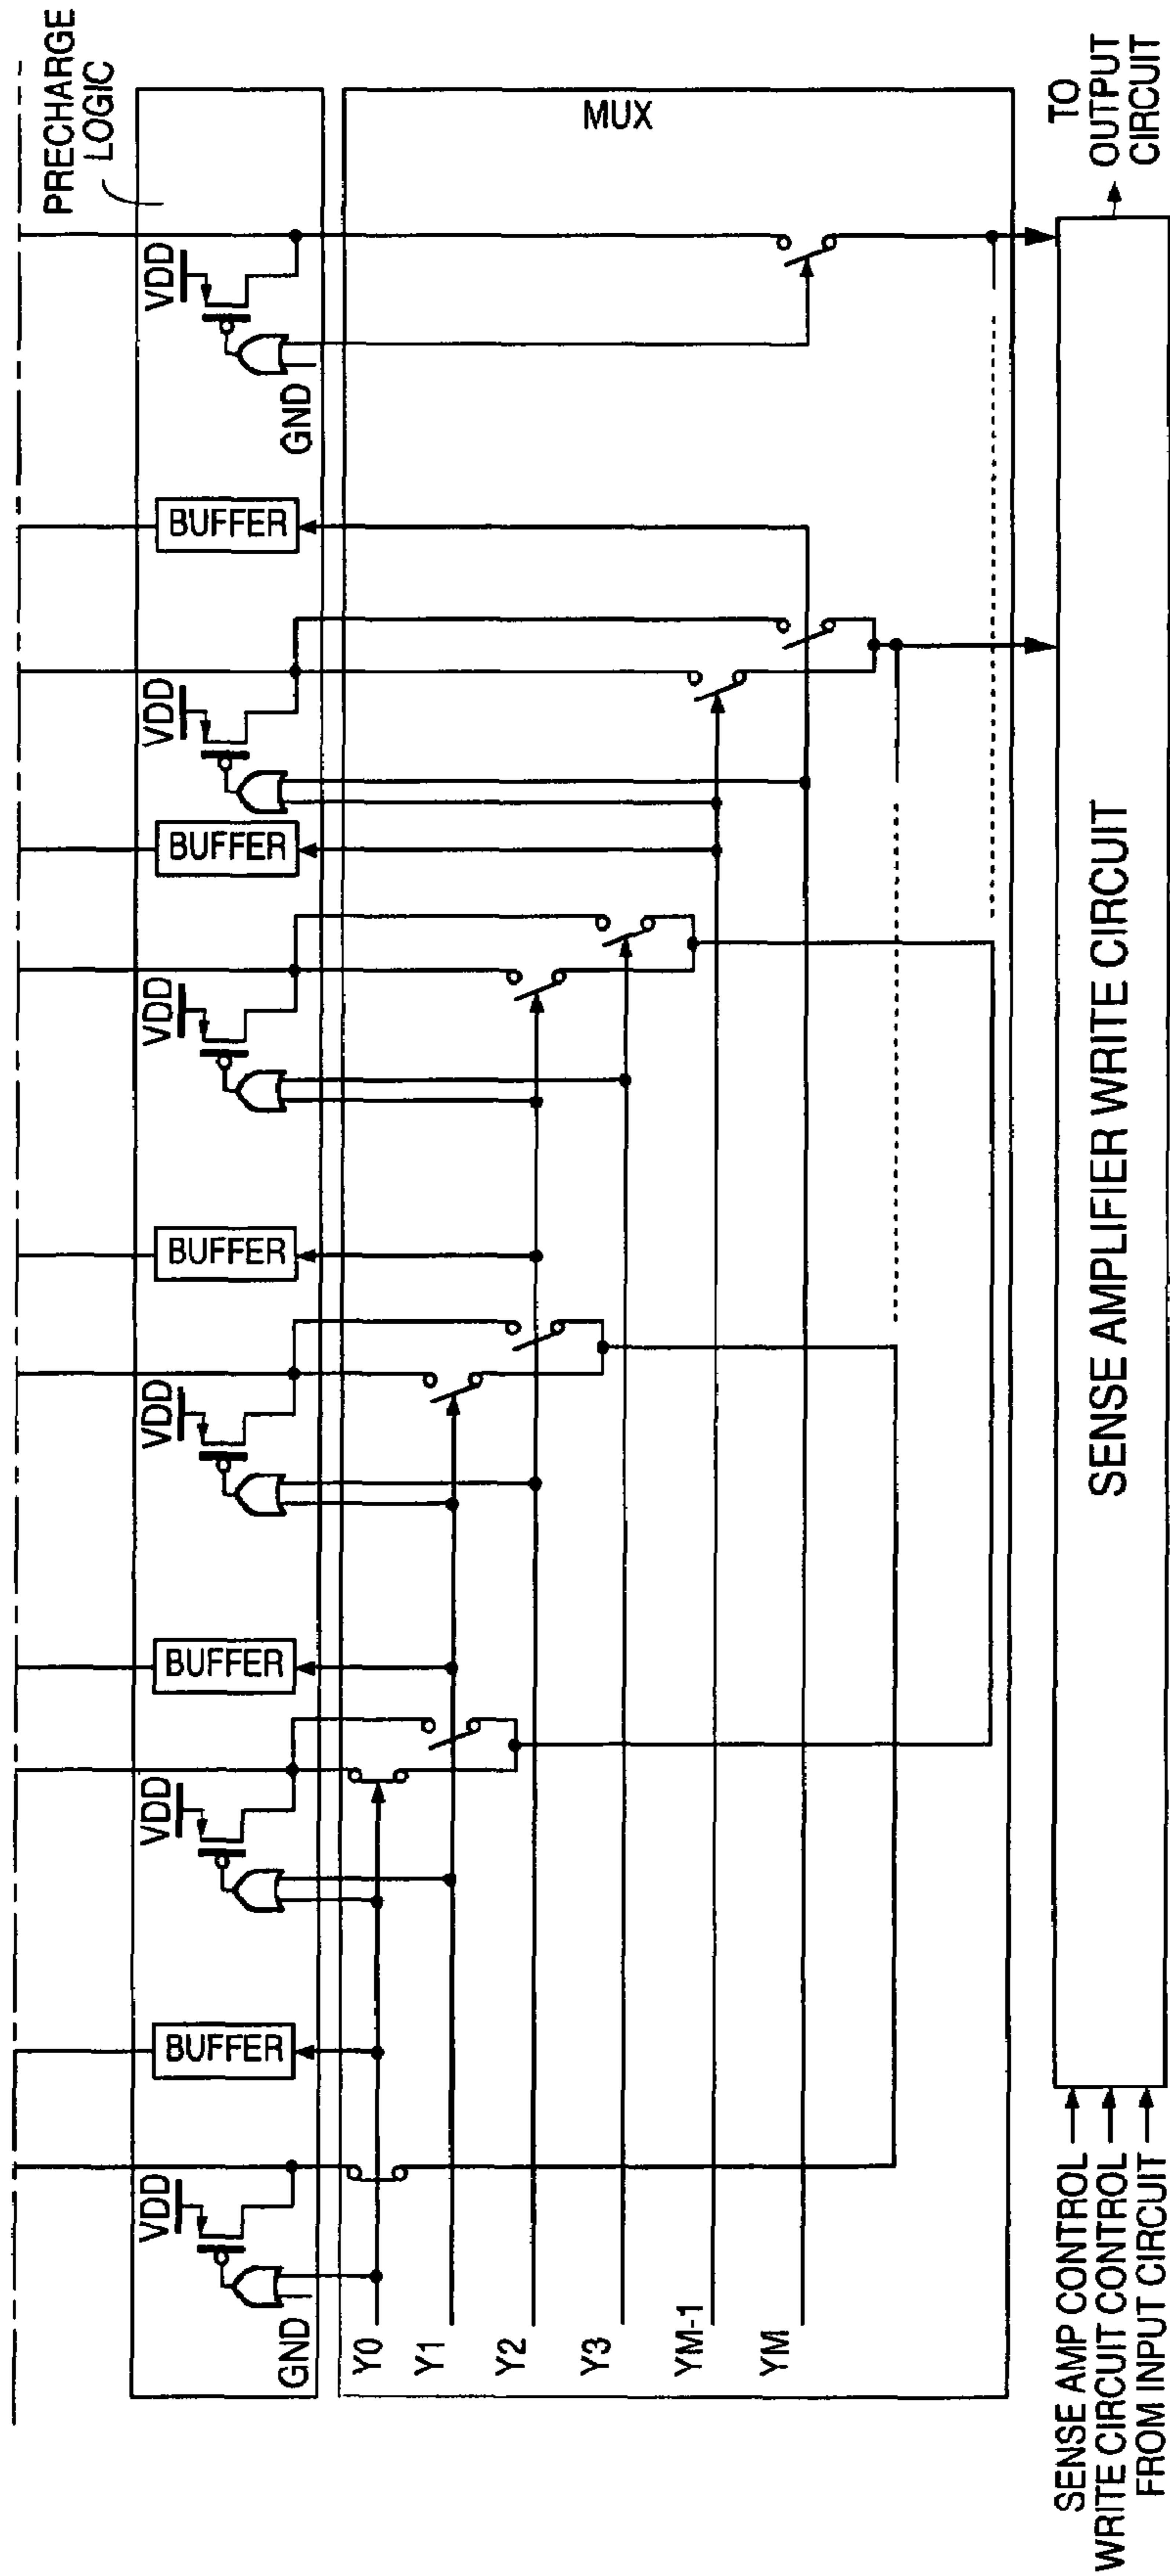 PRECHARGE
LOGIC
VDD
VDD
VDD
VDD
VDD
VDD
GND
BUFFER
BUFFER
BUFFER
BUFFER
BUFFER
GND
MUX
Y0
Y1
Y2
Y3
YM-1
YM
SENSE AMP CONTROL
WRITE CIRCUIT CONTROL
FROM INPUT CIRCUIT
SENSE AMPLIFIER WRITE CIRCUIT
TO
OUTPUT
CIRCUIT